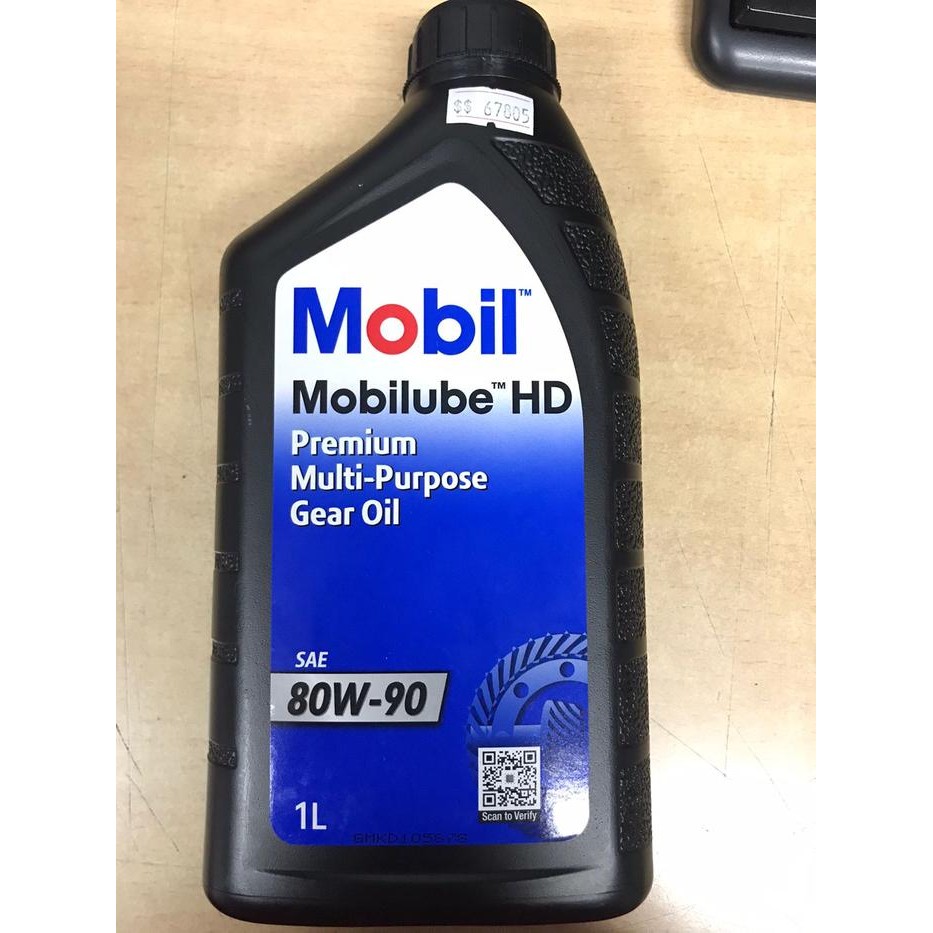 $$ 67805
Mobil™
Mobilube™ HD
Premium
Multi-Purpose
Gear Oil
SAE
80W-90
1L
Scan to Verify